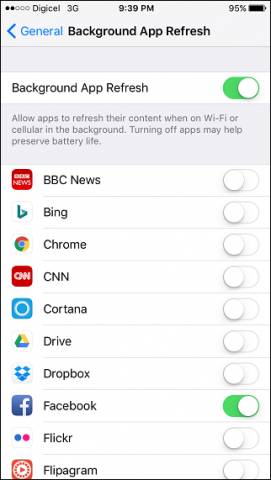 Digicel 3G 9:39 PM 95%
General Background App Refresh
Background App Refresh
Allow apps to refresh their content when on Wi-Fi or
cellular in the background. Turning off apps may help
preserve battery life.
BBC NEWS BBC News
Bing
Chrome
CNN CNN
Cortana
Drive
Dropbox
Facebook
Flickr
Flipagram